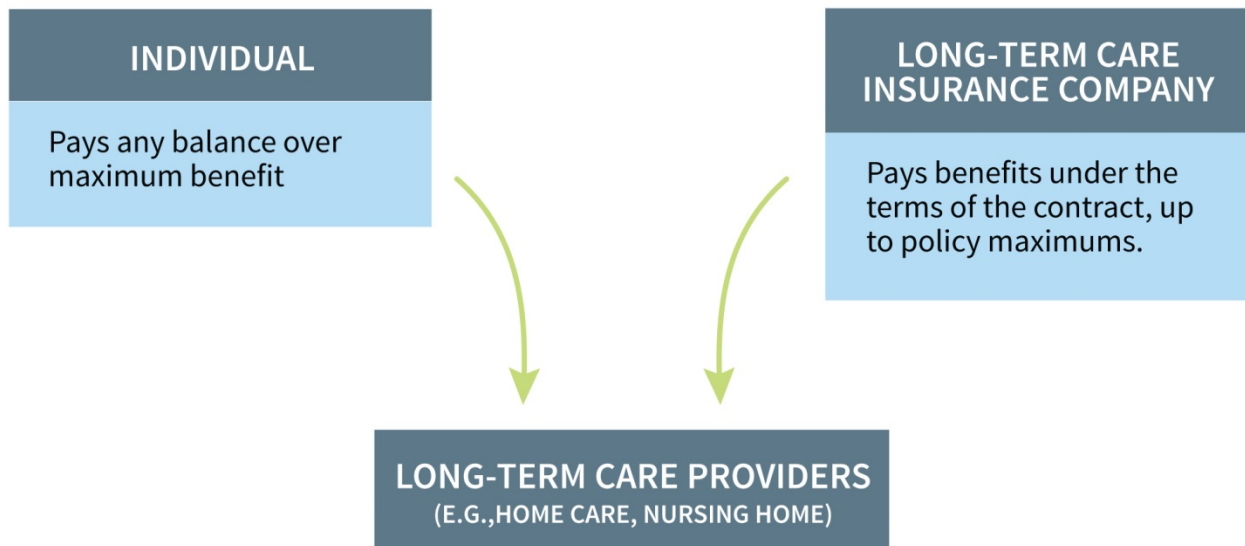 INDIVIDUAL
Pays any balance over
maximum benefit
LONG-TERM CARE
INSURANCE COMPANY
Pays benefits under the
terms of the contract, up
to policy maximums.
LONG-TERM CARE PROVIDERS
(E.G.,HOME CARE, NURSING HOME)